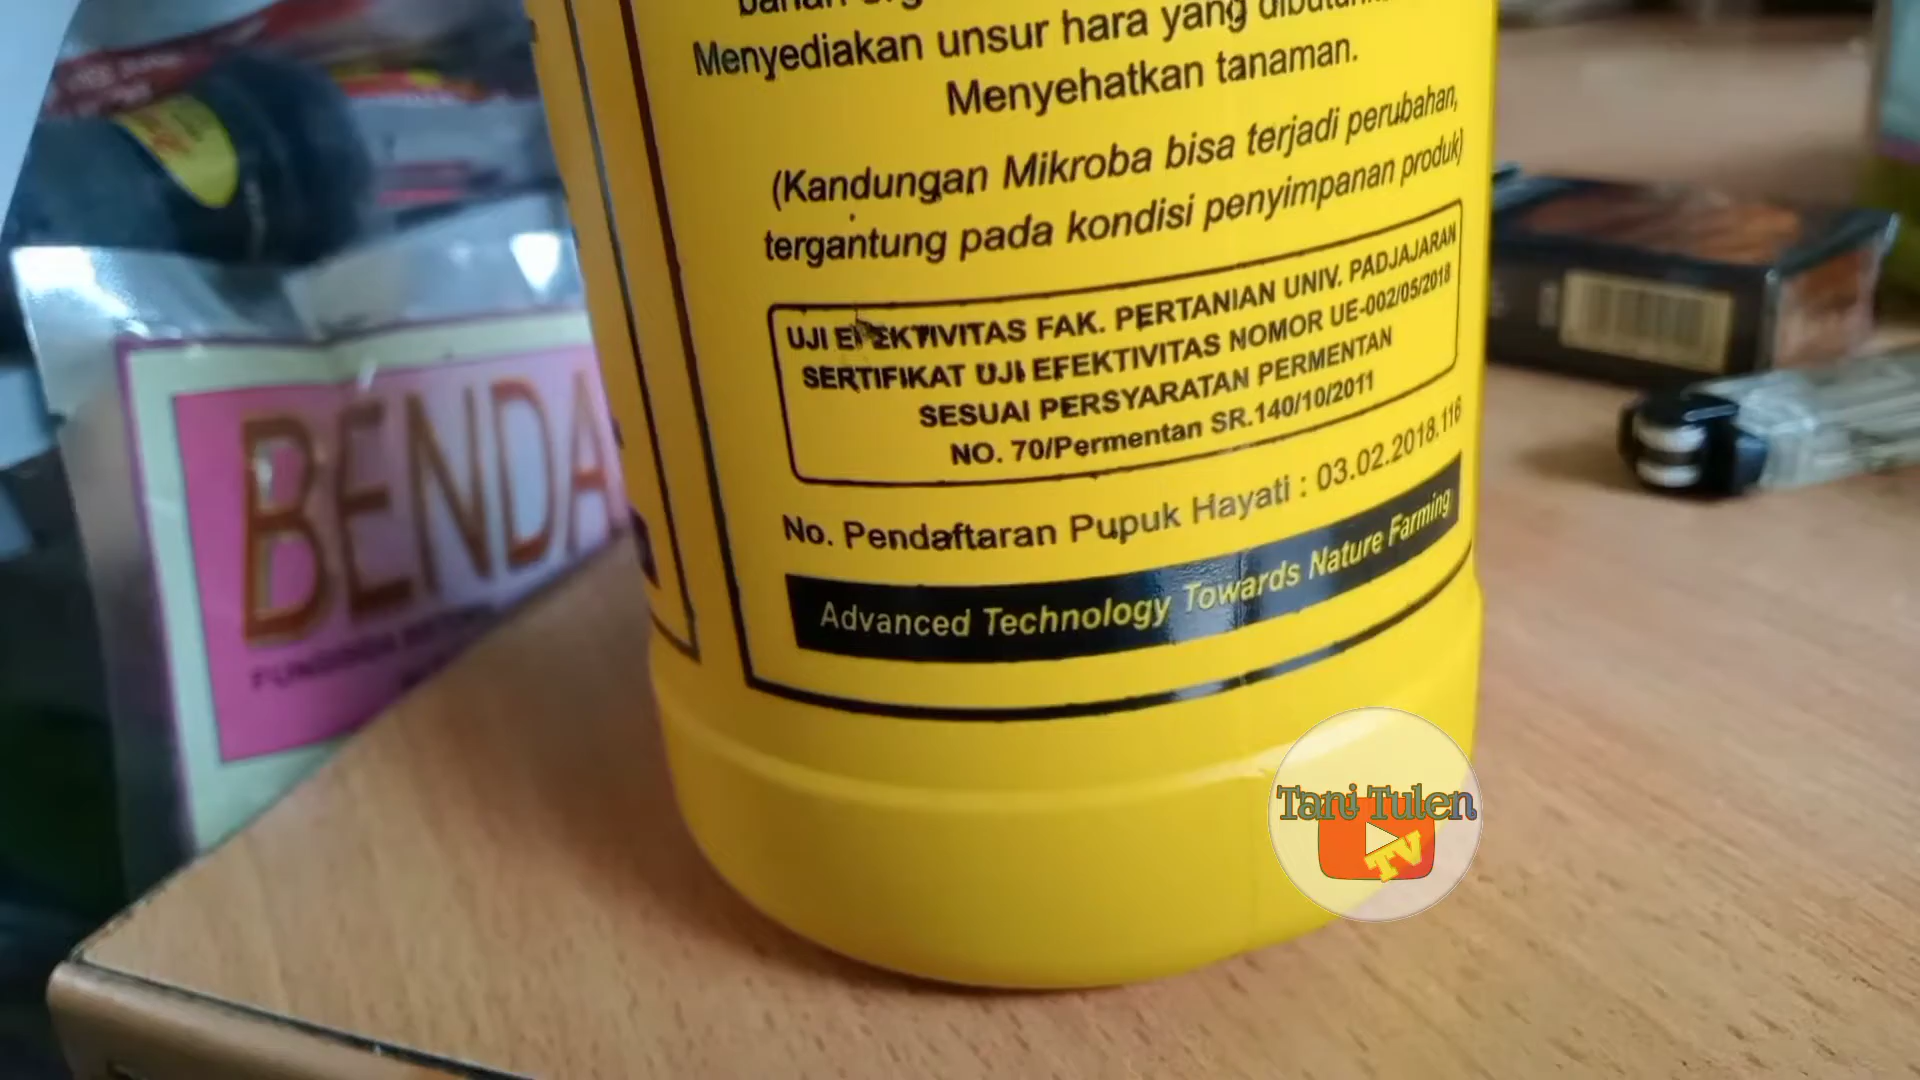 Menyediakan unsur hara yang
Menyehatkan tanaman.
(Kandungan Mikroba bisa terjadi perubahan,
tergantung pada kondisi penyimpanan produk)
UJI EFEKTIVITAS FAK. PERTANIAN UNIV. PADJAJARAN
SERTIFIKAT UJI EFEKTIVITAS NOMOR UE-002/05/2018
SESUAI PERSYARATAN PERMENTAN
NO. 70/Permentan SR.140/10/2011
No. Pendaftaran Pupuk Hayati : 03.02.2018.116
Advanced Technology Towards Nature Farming
BENDA
Tani Tulen
TV